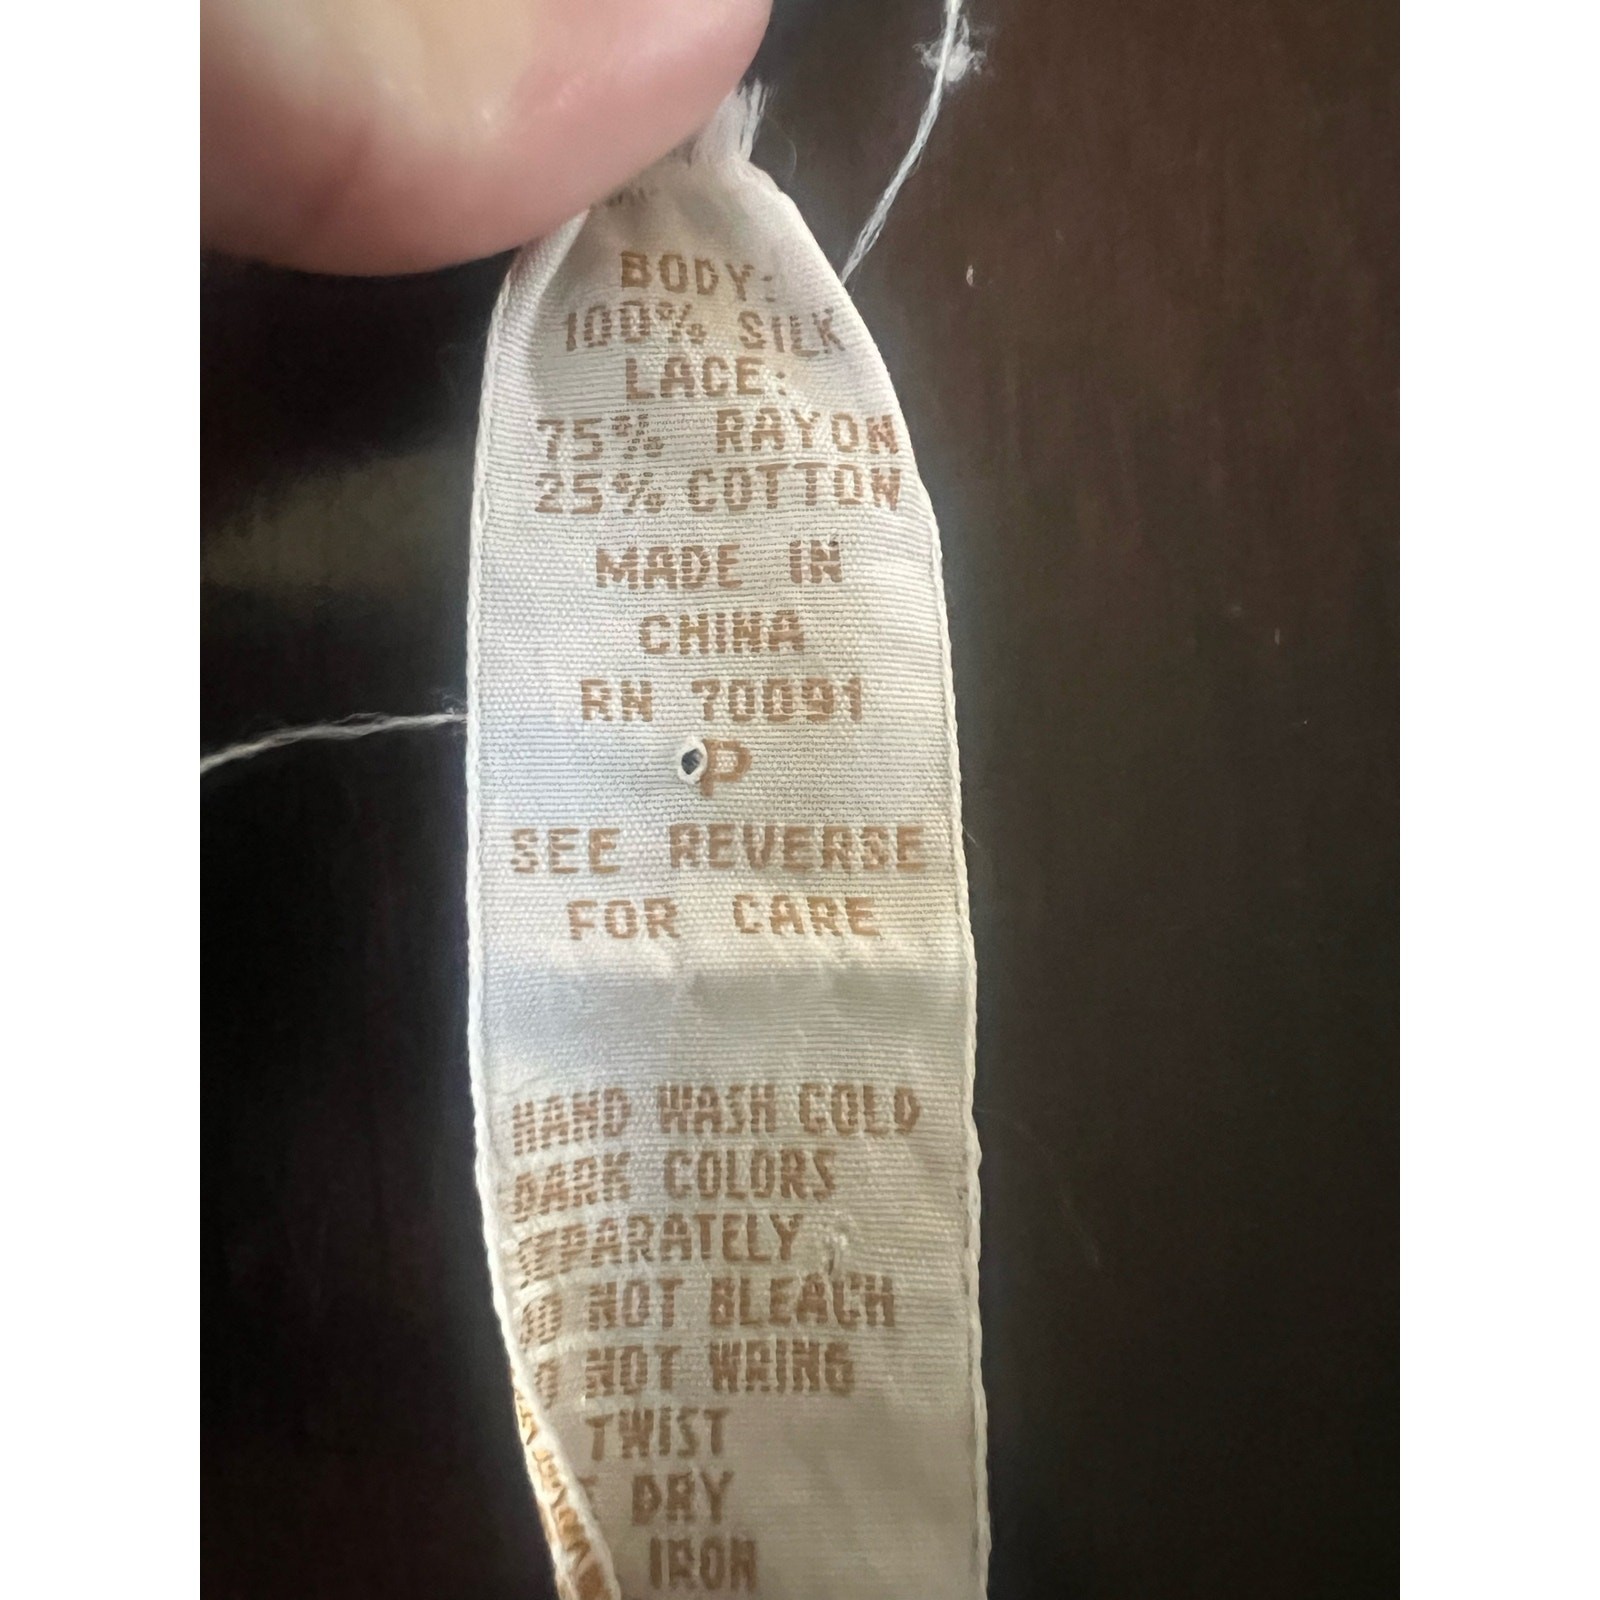 BODY:
100% SILK
LACE:
75% RAYON
25% COTTON
MADE IN
CHINA
RN 70091
P
SEE REVERSE
FOR CARE
HAND WASH COLD
DARK COLORS
SEPARATELY
DO NOT BLEACH
NOT WRING
TWIST
DRY
IRON